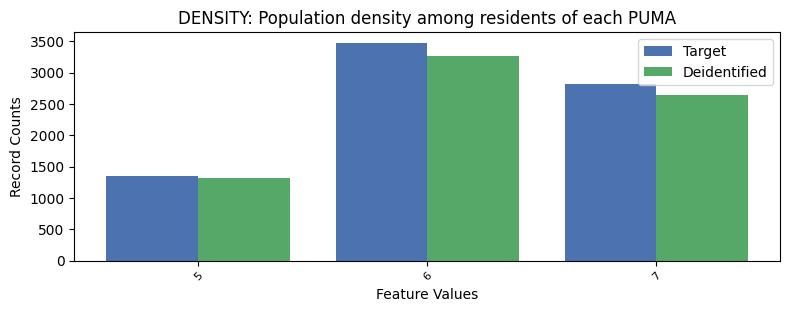 DENSITY: Population density among residents of each PUMA
Target
Deidentified
Record Counts
3500
3000
2500
2000
1500
1000
500
0
5
6
7
Feature Values